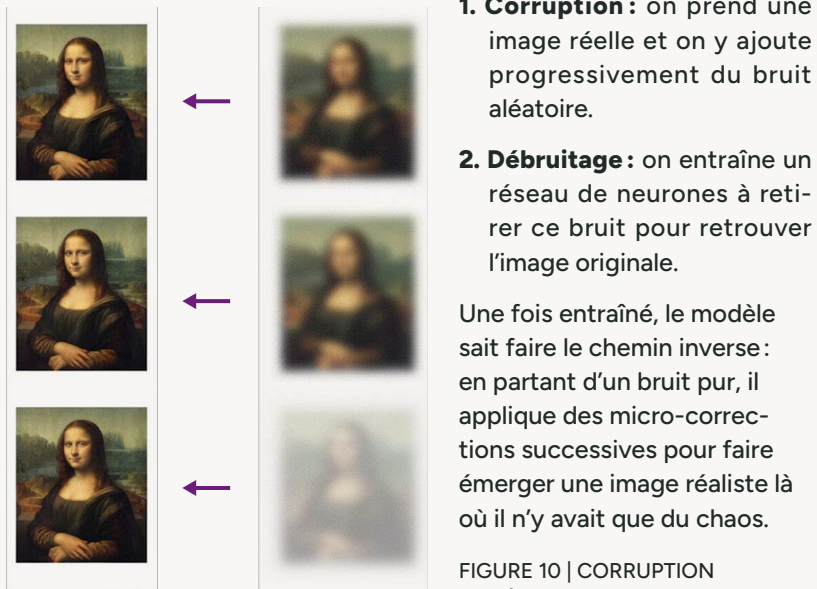 1. Corruption : on prend une
image réelle et on y ajoute
progressivement du bruit
aléatoire.
2. Débruitage : on entraîne un
réseau de neurones à reti-
rer ce bruit pour retrouver
l’image originale.
Une fois entraîné, le modèle
sait faire le chemin inverse :
en partant d’un bruit pur, il
applique des micro-correc-
tions successives pour faire
émerger une image réaliste là
où il n’y avait que du chaos.
FIGURE 10 | CORRUPTION